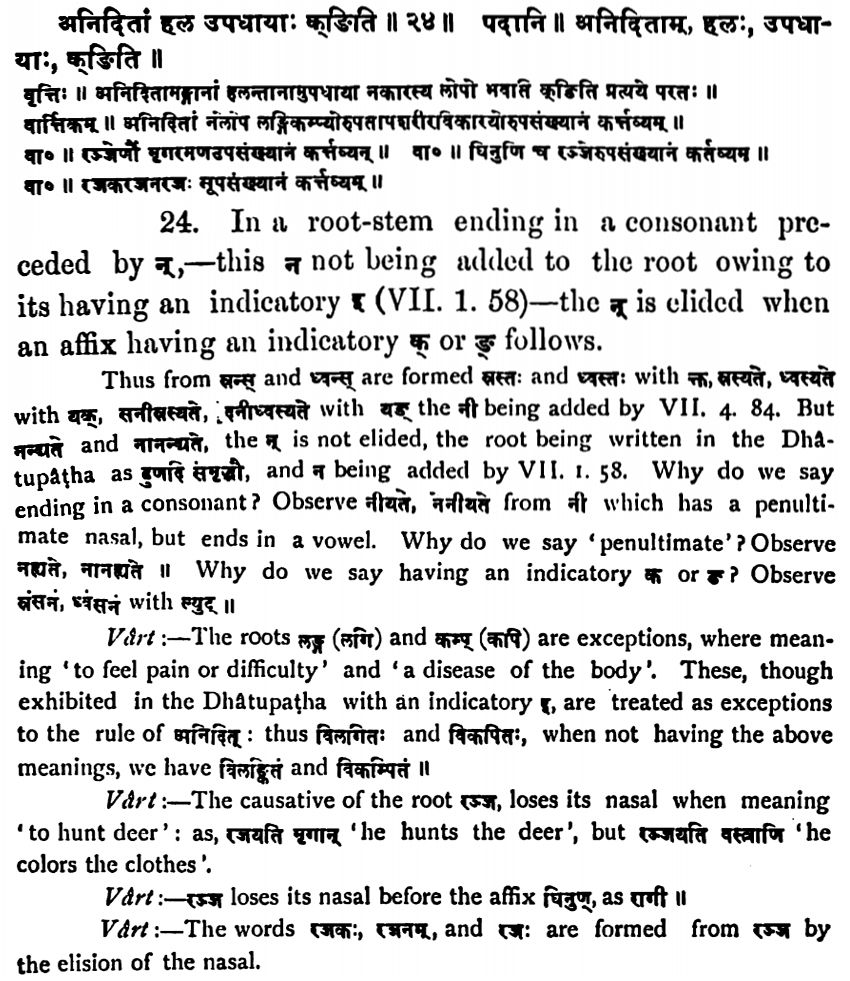 अनिदितां हल उपधायाः क्ङिति ॥ २४ ॥ पदानि ॥ अनिदिताम्, हलः, उपधा-
याः, क्ङिति ॥
वृत्तिः ॥ अनिदितामङ्गानां हलन्तानामुपधाया नकारस्य लोपो भवति क्ङिति प्रत्यये परतः ॥
वार्त्तिकम् ॥ अनिदितां नलोपे लङ्गिकम्प्योरुपतापशरीरविकारयोरुपसंख्यानं कर्त्तव्यम् ॥
वा० ॥ रञ्जेर्णौ मृगरमणउपसंख्यानं कर्त्तव्यन् ॥ वा० ॥ घिनुणि च रञ्जेरुपसंख्यानं कर्तव्यम ॥
वा० ॥ रजकरजनरजः सूपसंख्यानं कर्त्तव्यम् ॥
24. In a root-stem ending in a consonant pre-
ceded by न्,—this न not being added to the root owing to
its having an indicatory इ (VII. 1. 58)—the न् is elided when
an affix having an indicatory क् or ङ् follows.
Thus from स्रन्स् and ध्वन्स् are formed स्रस्तः and ध्वस्तः with क्त, स्रस्यते, ध्वस्यते
with यक्, सनीस्रस्यते, दनीध्वस्यते with यङ् the नी being added by VII. 4. 84. But
नन्द्यते and नानन्द्यते, the न् is not elided, the root being written in the Dhâ-
tupâṭha as टुणदि संमृद्धौ, and न being added by VII. 1. 58. Why do we say
ending in a consonant? Observe नीयते, नेनीयते from नी which has a penulti-
mate nasal, but ends in a vowel. Why do we say 'penultimate'? Observe
नह्यते, नानह्यते ॥ Why do we say having an indicatory क or ङ? Observe
स्रंसनं, ध्वंसनं with ल्युट् ॥
Vârt :—The roots लङ्ग (लगि) and कम्प् (कपि) are exceptions, where mean-
ing 'to feel pain or difficulty' and 'a disease of the body'. These, though
exhibited in the Dhâtupaṭha with an indicatory इ, are treated as exceptions
to the rule of अनिदित् : thus विलगितः and विकपितः, when not having the above
meanings, we have विलङ्गितं and विकम्पितं ॥
Vârt :—The causative of the root रञ्ज, loses its nasal when meaning
'to hunt deer' : as, रजयति मृगान् 'he hunts the deer', but रञ्जयति वस्त्राणि 'he
colors the clothes'.
Vârt :—रञ्ज loses its nasal before the affix घिनुण्, as रागी ॥
Vârt :—The words रजकः, रजनम्, and रजः are formed from रञ्ज by
the elision of the nasal.